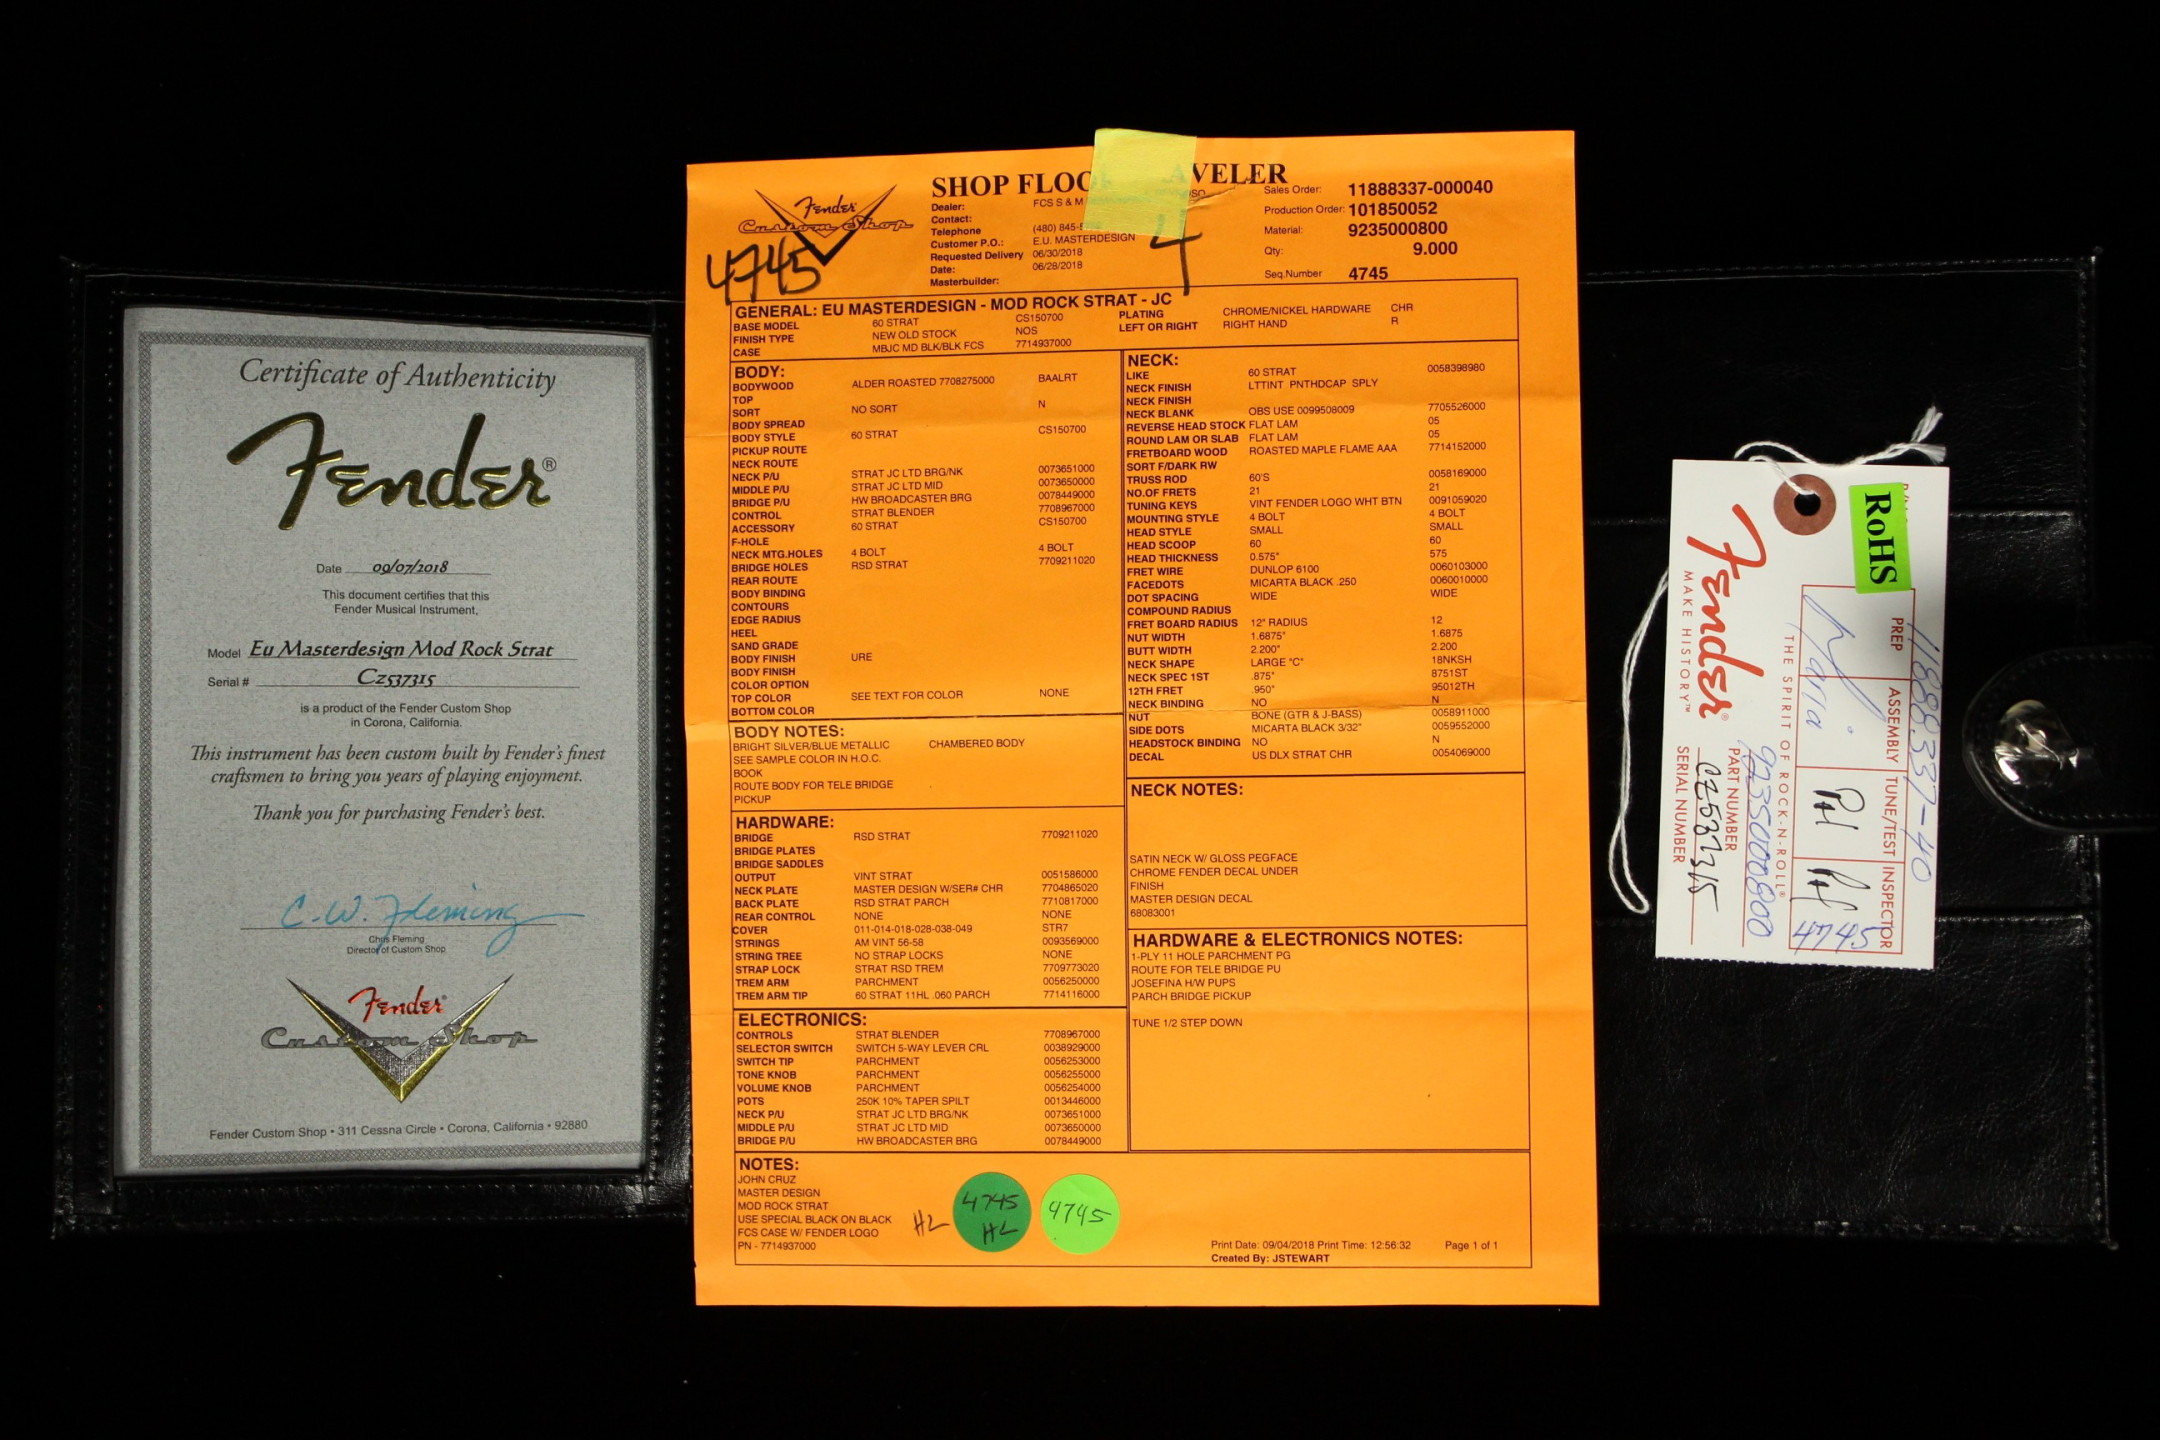 Certificate of Authenticity
Fender®
Date 09/07/2018
This document certifies that this
Fender Musical Instrument,
Model Eu Masterdesign Mod Rock Strat
Serial # Cz537315
is a product of the Fender Custom Shop
in Corona, California.
This instrument has been custom built by Fender's finest
craftsmen to bring you years of playing enjoyment.
Thank you for purchasing Fender's best.
C.W. Fleming
Chris Fleming
Director of Custom Shop
Fender
Custom Shop
Fender Custom Shop • 311 Cessna Circle • Corona, California • 92880
Fender
Custom Shop
4745
SHOP FLOO AVELER
4
Dealer: FCS S & M
Contact:
Telephone (480) 845-
Customer P.O.: E.U. MASTERDESIGN
Requested Delivery 06/30/2018
Date: 06/28/2018
Masterbuilder:
Sales Order: 11888337-000040
Production Order: 101850052
Material: 9235000800
Qty: 9.000
Seq.Number 4745
GENERAL: EU MASTERDESIGN - MOD ROCK STRAT - JC
BASE MODEL 60 STRAT CS150700 PLATING CHROME/NICKEL HARDWARE CHR
FINISH TYPE NEW OLD STOCK NOS LEFT OR RIGHT RIGHT HAND R
CASE MBJC MD BLK/BLK FCS 7714937000
BODY:
BODYWOOD ALDER ROASTED 7708275000 BAALRT
TOP
SORT NO SORT N
BODY SPREAD
BODY STYLE 60 STRAT CS150700
PICKUP ROUTE
NECK ROUTE
NECK P/U STRAT JC LTD BRG/NK 0073651000
MIDDLE P/U STRAT JC LTD MID 0073650000
BRIDGE P/U HW BROADCASTER BRG 0078449000
CONTROL STRAT BLENDER 7708967000
ACCESSORY 60 STRAT CS150700
F-HOLE
NECK MTG.HOLES 4 BOLT 4 BOLT
BRIDGE HOLES RSD STRAT 7709211020
REAR ROUTE
BODY BINDING
CONTOURS
EDGE RADIUS
HEEL
SAND GRADE
BODY FINISH URE
BODY FINISH
COLOR OPTION
TOP COLOR SEE TEXT FOR COLOR NONE
BOTTOM COLOR
BODY NOTES:
BRIGHT SILVER/BLUE METALLIC CHAMBERED BODY
SEE SAMPLE COLOR IN H.O.C.
BOOK
ROUTE BODY FOR TELE BRIDGE
PICKUP
HARDWARE:
BRIDGE RSD STRAT 7709211020
BRIDGE PLATES
BRIDGE SADDLES
OUTPUT VINT STRAT 0051586000
NECK PLATE MASTER DESIGN W/SER# CHR 7704865020
BACK PLATE RSD STRAT PARCH 7710817000
REAR CONTROL NONE NONE
COVER 011-014-018-028-038-049 STR7
STRINGS AM VINT 56-58 0093569000
STRING TREE NO STRAP LOCKS NONE
STRAP LOCK STRAT RSD TREM 7709773020
TREM ARM PARCHMENT 0056250000
TREM ARM TIP 60 STRAT 11HL .060 PARCH 7714116000
ELECTRONICS:
CONTROLS STRAT BLENDER 7708967000
SELECTOR SWITCH SWITCH 5-WAY LEVER CRL 0038929000
SWITCH TIP PARCHMENT 0056253000
TONE KNOB PARCHMENT 0056255000
VOLUME KNOB PARCHMENT 0056254000
POTS 250K 10% TAPER SPILT 0013446000
NECK P/U STRAT JC LTD BRG/NK 0073651000
MIDDLE P/U STRAT JC LTD MID 0073650000
BRIDGE P/U HW BROADCASTER BRG 0078449000
NECK:
LIKE 60 STRAT 0058398980
NECK FINISH LTTINT PNTHDCAP SPLY
NECK FINISH
NECK BLANK OBS USE 0099508009 7705526000
REVERSE HEAD STOCK FLAT LAM 05
ROUND LAM OR SLAB FLAT LAM 05
FRETBOARD WOOD ROASTED MAPLE FLAME AAA 7714152000
SORT F/DARK RW
TRUSS ROD 60'S 0058169000
NO.OF FRETS 21 21
TUNING KEYS VINT FENDER LOGO WHT BTN 0091059020
MOUNTING STYLE 4 BOLT 4 BOLT
HEAD STYLE SMALL SMALL
HEAD SCOOP 60 60
HEAD THICKNESS 0.575" 575
FRET WIRE DUNLOP 6100 0060103000
FACEDOTS MICARTA BLACK .250 0060010000
DOT SPACING WIDE WIDE
COMPOUND RADIUS
FRET BOARD RADIUS 12" RADIUS 12
NUT WIDTH 1.6875" 1.6875
BUTT WIDTH 2.200" 2.200
NECK SHAPE LARGE "C" 18NKSH
NECK SPEC 1ST .875" 8751ST
12TH FRET .950" 95012TH
NECK BINDING NO N
NUT BONE (GTR & J-BASS) 0058911000
SIDE DOTS MICARTA BLACK 3/32" 0059552000
HEADSTOCK BINDING NO N
DECAL US DLX STRAT CHR 0054069000
NECK NOTES:
SATIN NECK W/ GLOSS PEGFACE
CHROME FENDER DECAL UNDER
FINISH
MASTER DESIGN DECAL
68083001
HARDWARE & ELECTRONICS NOTES:
1-PLY 11 HOLE PARCHMENT PG
ROUTE FOR TELE BRIDGE PU
JOSEFINA H/W PUPS
PARCH BRIDGE PICKUP
TUNE 1/2 STEP DOWN
NOTES:
JOHN CRUZ
MASTER DESIGN
MOD ROCK STRAT
USE SPECIAL BLACK ON BLACK
FCS CASE W/ FENDER LOGO
PN - 7714937000
HL
4745
HL
4745
Print Date: 09/04/2018 Print Time: 12:56:32 Page 1 of 1
Created By: JSTEWART
RoHS
11888337-40
PREP ASSEMBLY TUNE/TEST INSPECTOR
Maria
4745
Fender®
MAKE HISTORY™
THE SPIRIT OF ROCK-N-ROLL®
9235000800
PART NUMBER
CZ537315
SERIAL NUMBER